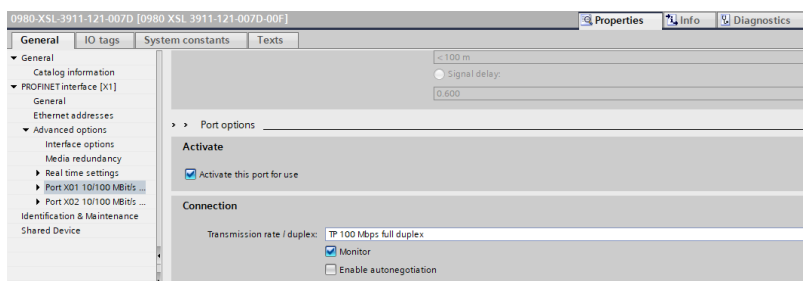 0980-XSL-3911-121-007D [0980 XSL 3911-121-007D-00F]
Properties
Info
Diagnostics
General
IO tags
System constants
Texts
General
Catalog information
PROFINET interface [X1]
General
Ethernet addresses
Advanced options
Interface options
Media redundancy
Real time settings
Port X01 10/100 MBit/s ...
Port X02 10/100 MBit/s ...
Identification & Maintenance
Shared Device
< 100 m
Signal delay:
0.600
> > Port options
Activate
Activate this port for use
Connection
Transmission rate / duplex: TP 100 Mbps full duplex
Monitor
Enable autonegotiation